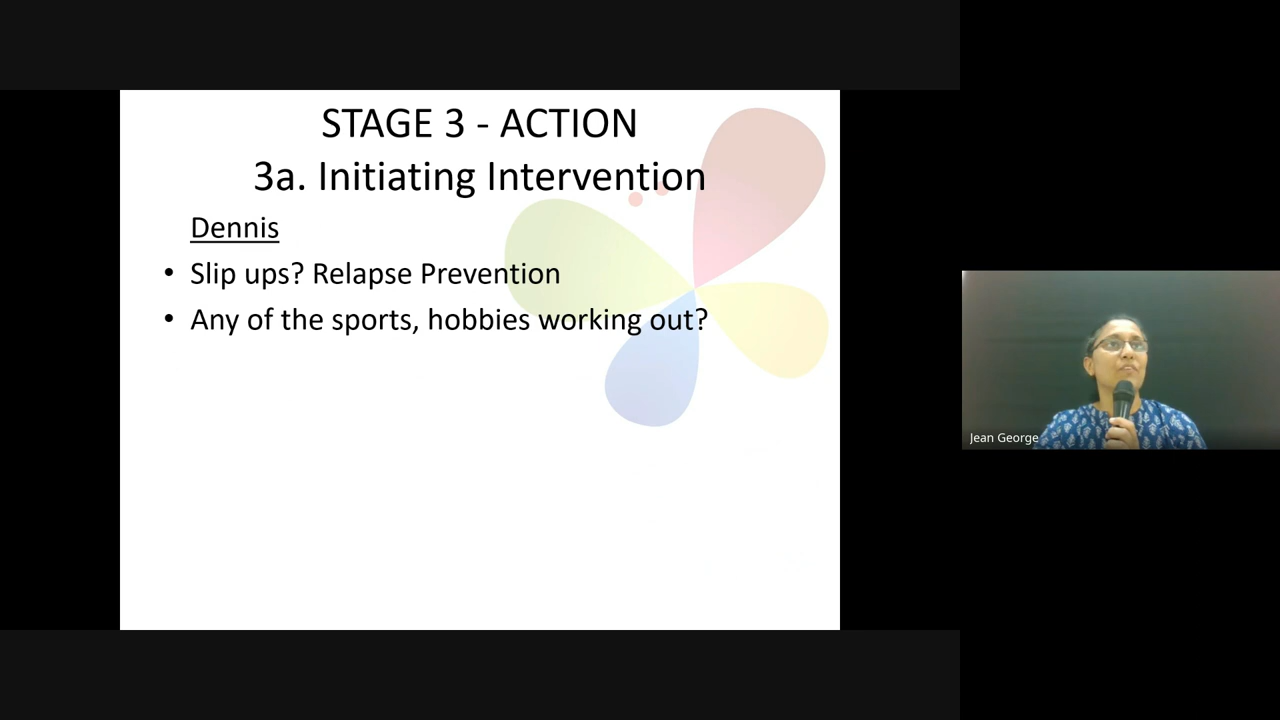 STAGE 3 - ACTION
3a. Initiating Intervention
Dennis
• Slip ups? Relapse Prevention
• Any of the sports, hobbies working out?
Jean George